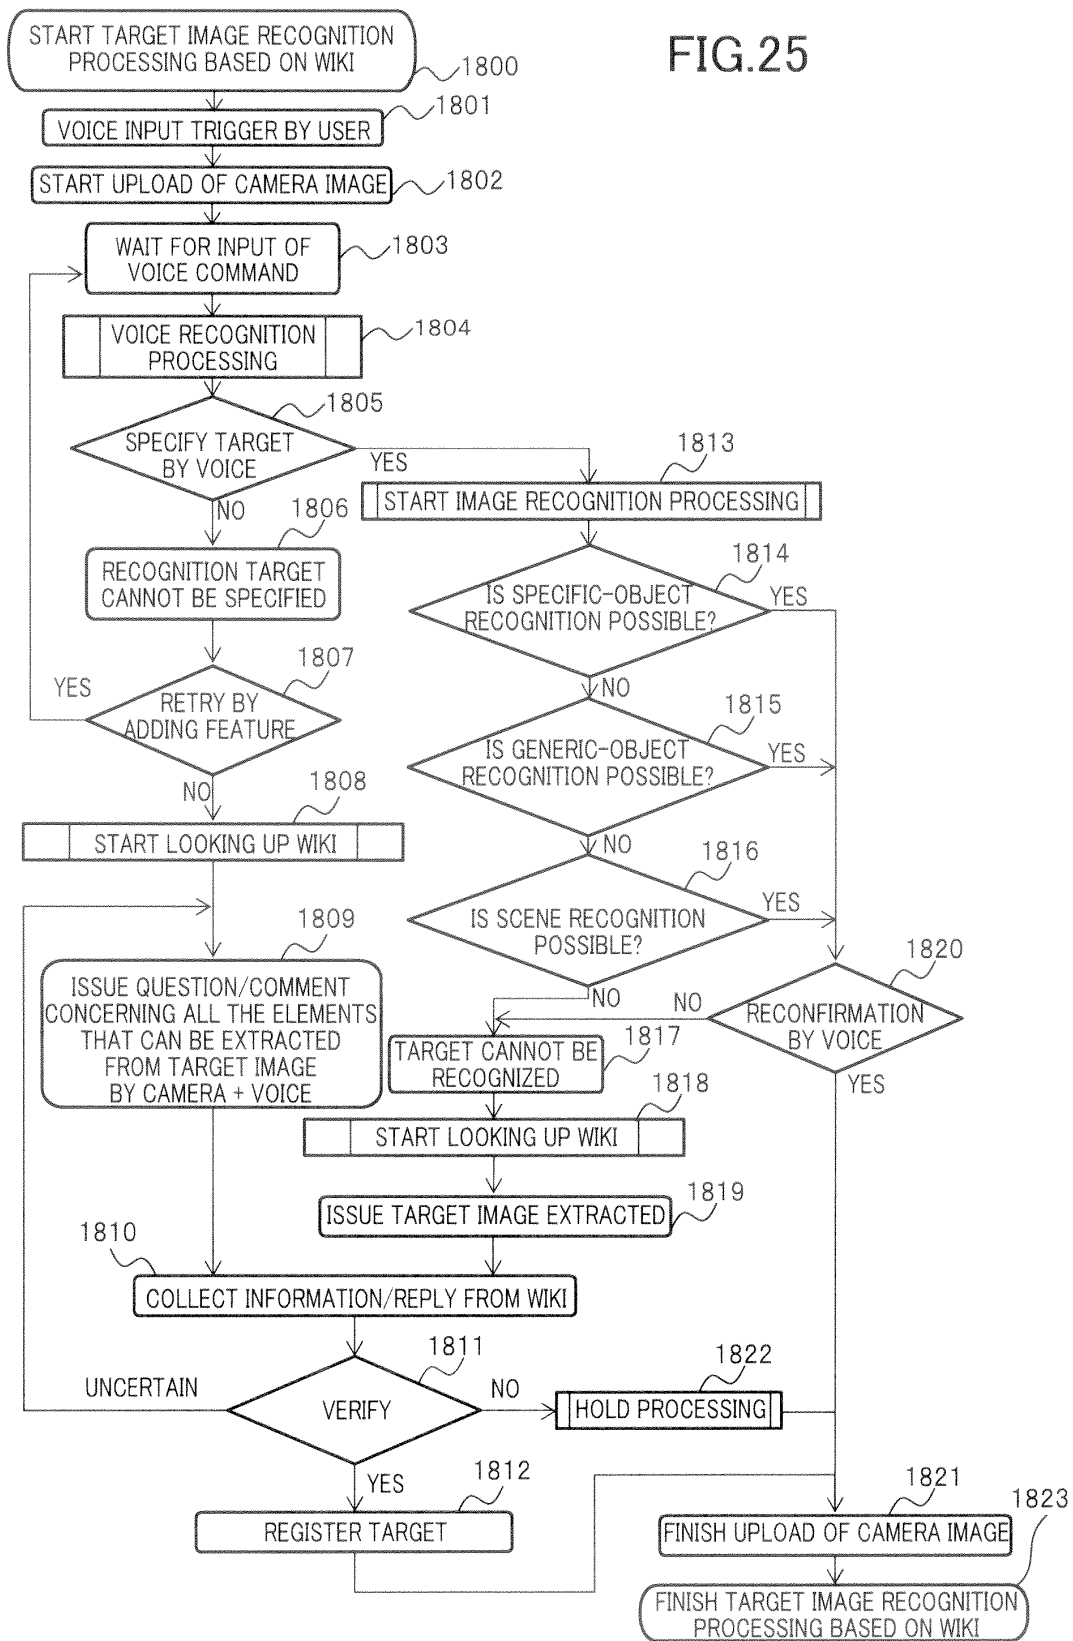 START TARGET IMAGE RECOGNITION
PROCESSING BASED ON WIKI
1800
FIG.25
1801
VOICE INPUT TRIGGER BY USER
START UPLOAD OF CAMERA IMAGE
1802
WAIT FOR INPUT OF
VOICE COMMAND
1803
VOICE RECOGNITION
PROCESSING
1804
1805
SPECIFY TARGET
BY VOICE
YES
NO
1813
START IMAGE RECOGNITION PROCESSING
1806
RECOGNITION TARGET
CANNOT BE SPECIFIED
1814
IS SPECIFIC-OBJECT
RECOGNITION POSSIBLE?
YES
NO
1807
YES
RETRY BY
ADDING FEATURE
NO
1815
IS GENERIC-OBJECT
RECOGNITION POSSIBLE?
YES
NO
1808
START LOOKING UP WIKI
1816
IS SCENE RECOGNITION
POSSIBLE?
YES
NO
1809
ISSUE QUESTION/COMMENT
CONCERNING ALL THE ELEMENTS
THAT CAN BE EXTRACTED
FROM TARGET IMAGE
BY CAMERA + VOICE
1820
NO
RECONFIRMATION
BY VOICE
YES
1817
TARGET CANNOT BE
RECOGNIZED
1818
START LOOKING UP WIKI
ISSUE TARGET IMAGE EXTRACTED
1819
1810
COLLECT INFORMATION/REPLY FROM WIKI
1811
UNCERTAIN
VERIFY
NO
YES
1822
HOLD PROCESSING
1812
REGISTER TARGET
1821
FINISH UPLOAD OF CAMERA IMAGE
1823
FINISH TARGET IMAGE RECOGNITION
PROCESSING BASED ON WIKI